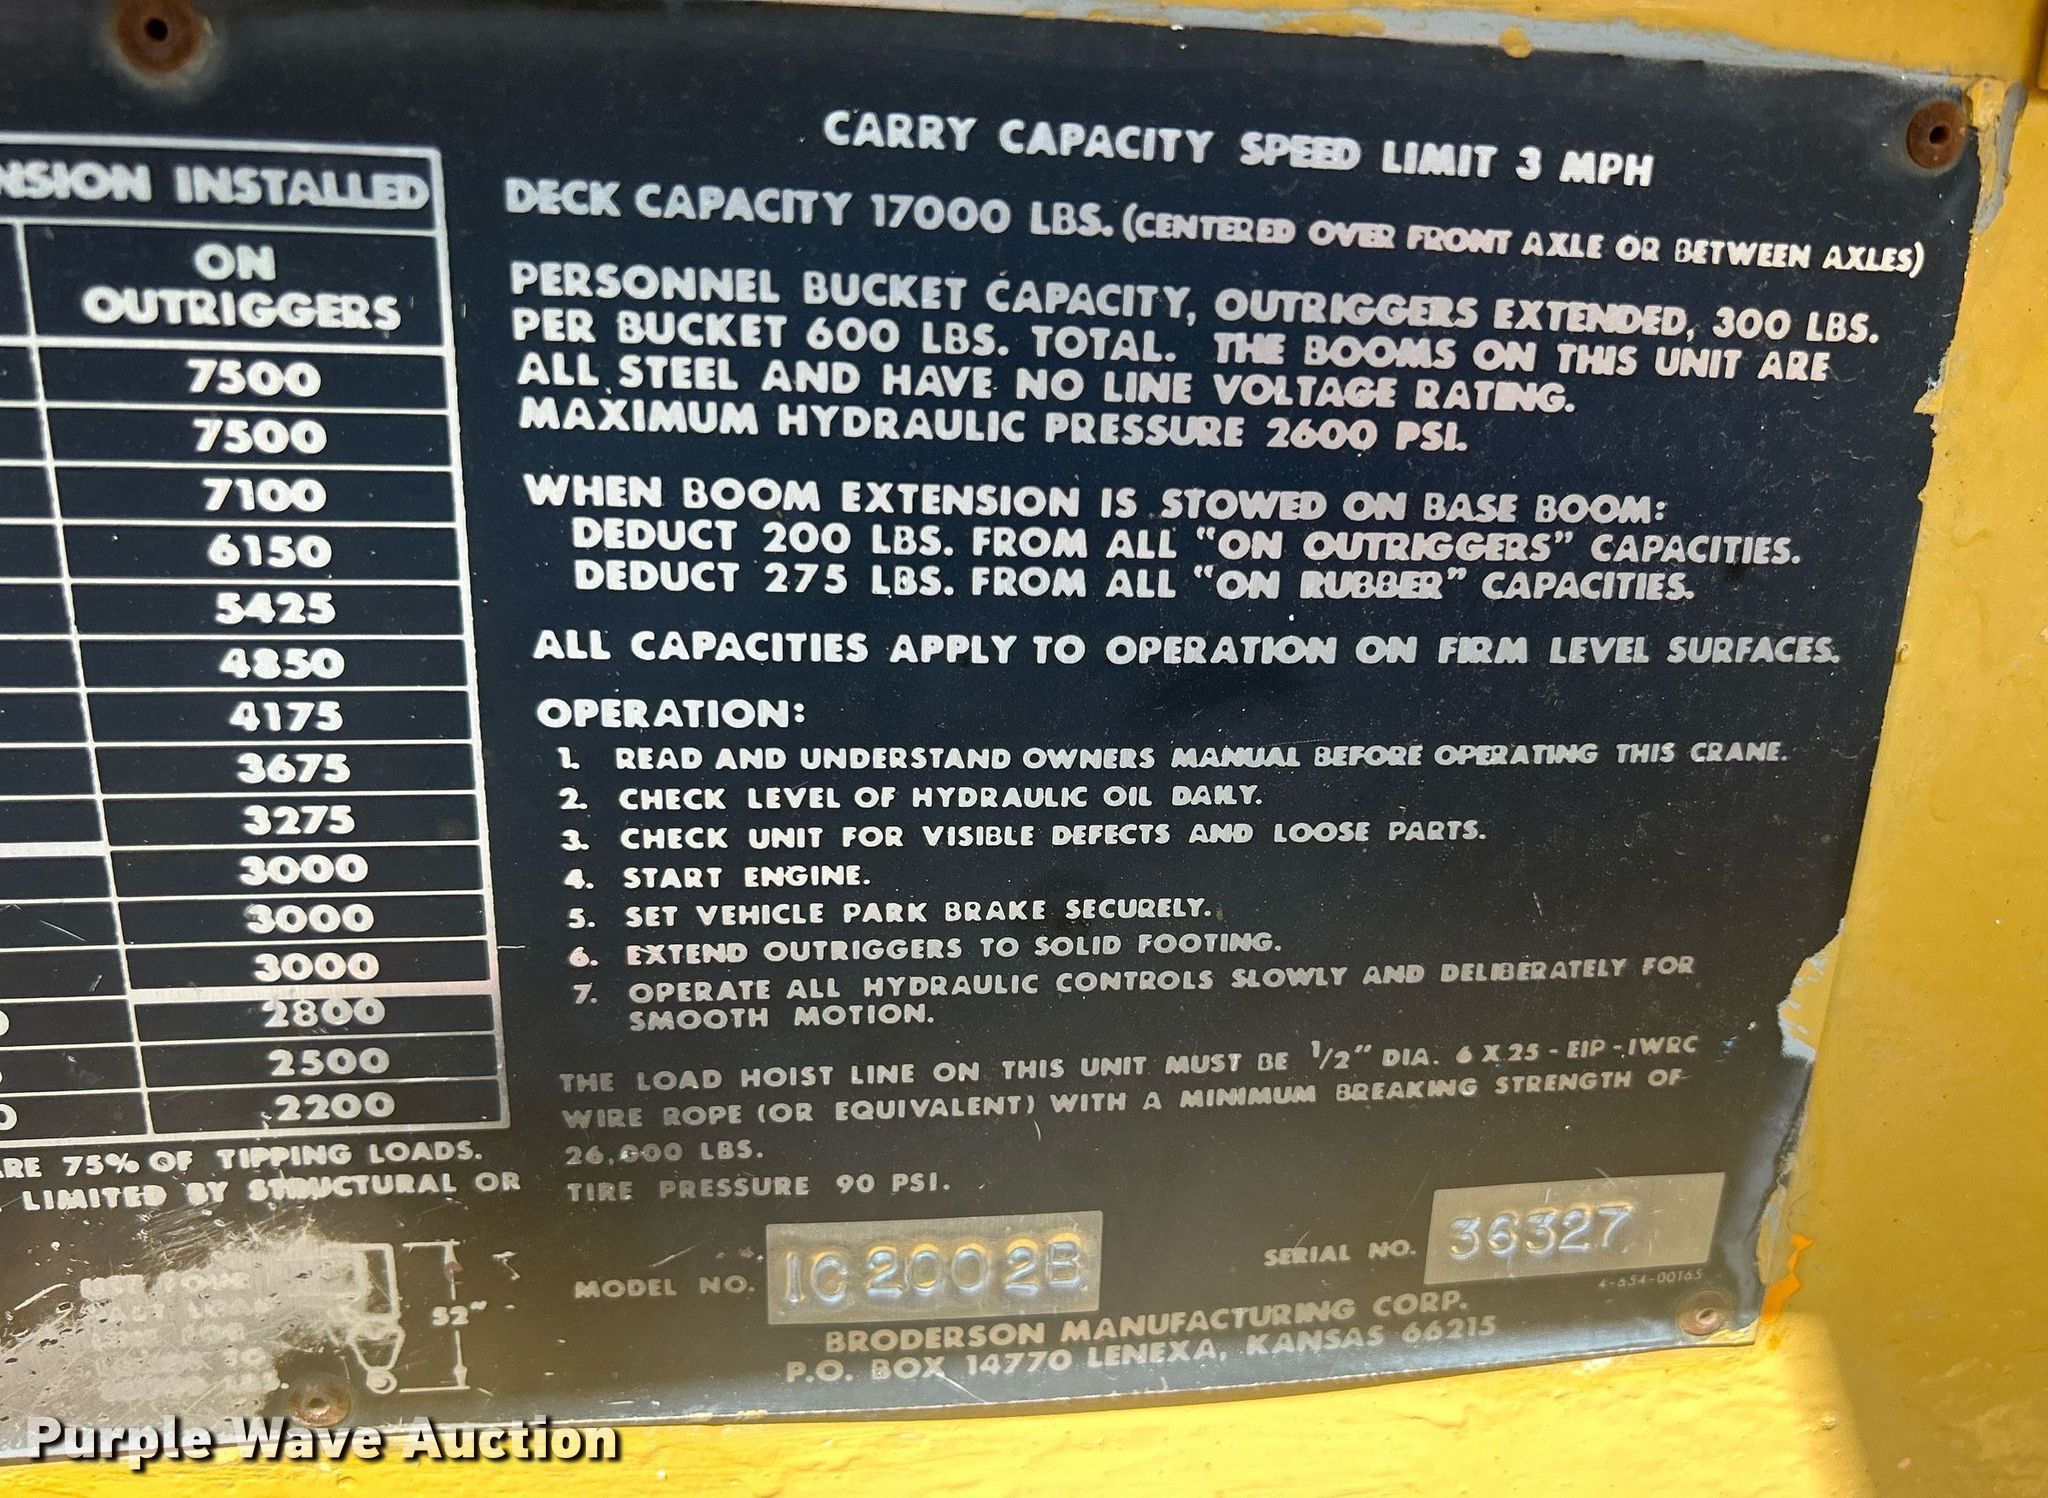 NSION INSTALLED
ON
OUTRIGGERS
7500
7500
7100
6150
5425
4850
4175
3675
3275
3000
3000
3000
2800
2500
2200
RE 75% OF TIPPING LOADS.
LIMITED BY STRUCTURAL OR
52"
CARRY CAPACITY SPEED LIMIT 3 MPH
DECK CAPACITY 17000 LBS. (CENTERED OVER FRONT AXLE OR BETWEEN AXLES)
PERSONNEL BUCKET CAPACITY, OUTRIGGERS EXTENDED, 300 LBS.
PER BUCKET 600 LBS. TOTAL. THE BOOMS ON THIS UNIT ARE
ALL STEEL AND HAVE NO LINE VOLTAGE RATING.
MAXIMUM HYDRAULIC PRESSURE 2600 PSI.
WHEN BOOM EXTENSION IS STOWED ON BASE BOOM:
DEDUCT 200 LBS. FROM ALL "ON OUTRIGGERS" CAPACITIES.
DEDUCT 275 LBS. FROM ALL "ON RUBBER" CAPACITIES.
ALL CAPACITIES APPLY TO OPERATION ON FIRM LEVEL SURFACES.
OPERATION:
1. READ AND UNDERSTAND OWNERS MANUAL BEFORE OPERATING THIS CRANE.
2. CHECK LEVEL OF HYDRAULIC OIL DAILY.
3. CHECK UNIT FOR VISIBLE DEFECTS AND LOOSE PARTS.
4. START ENGINE.
5. SET VEHICLE PARK BRAKE SECURELY.
6. EXTEND OUTRIGGERS TO SOLID FOOTING.
7. OPERATE ALL HYDRAULIC CONTROLS SLOWLY AND DELIBERATELY FOR
SMOOTH MOTION.
THE LOAD HOIST LINE ON THIS UNIT MUST BE 1/2" DIA. 6 X 25 - EIP - IWRC
WIRE ROPE (OR EQUIVALENT) WITH A MINIMUM BREAKING STRENGTH OF
26,000 LBS.
TIRE PRESSURE 90 PSI.
MODEL NO. IC 200 2B
SERIAL NO. 36327
4-654-00165
BRODERSON MANUFACTURING CORP.
P.O. BOX 14770 LENEXA, KANSAS 66215
Purple Wave Auction